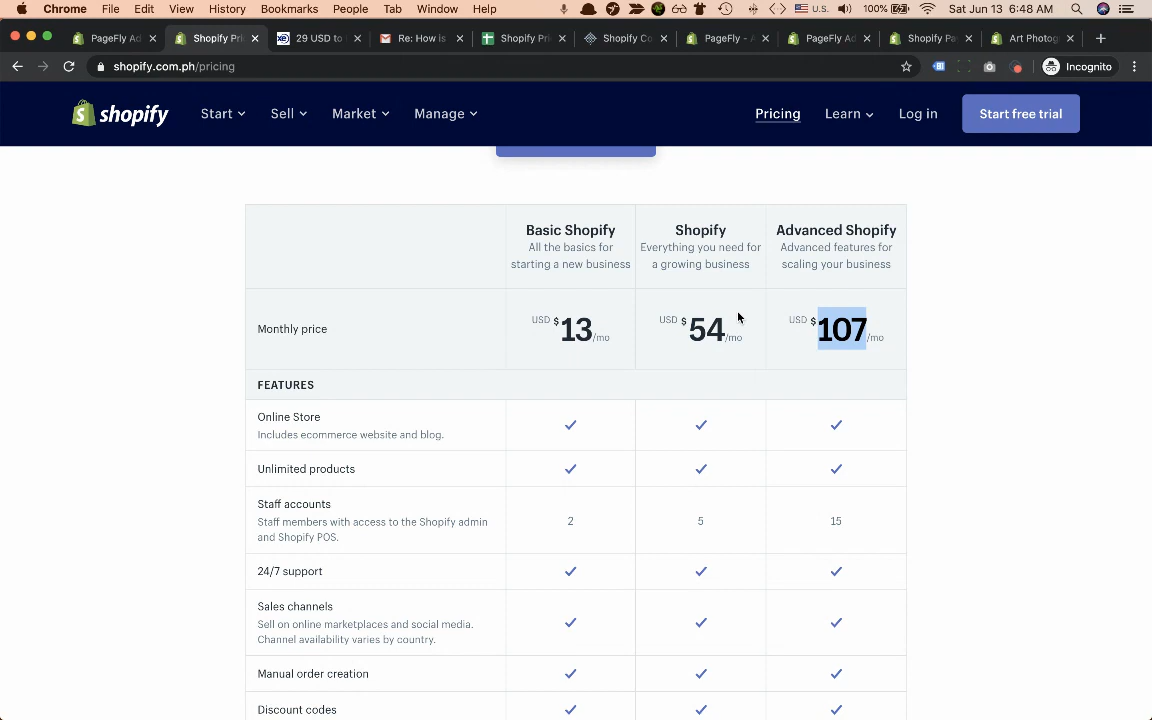 Chrome File Edit View History Bookmarks People Tab Window Help U.S. 100% Sat Jun 13 6:48 AM
PageFly Ad Shopify Pri 29 USD to Re: How is Shopify Pri Shopify Co PageFly - A PageFly Ad Shopify Pa Art Photog
shopify.com.ph/pricing Incognito
shopify Start Sell Market Manage Pricing Learn Log in Start free trial
Basic Shopify Shopify Advanced Shopify
All the basics for Everything you need for Advanced features for
starting a new business a growing business scaling your business
Monthly price USD $13/mo USD $54/mo USD $107/mo
FEATURES
Online Store
Includes ecommerce website and blog.
Unlimited products
Staff accounts
Staff members with access to the Shopify admin
and Shopify POS.
2 5 15
24/7 support
Sales channels
Sell on online marketplaces and social media.
Channel availability varies by country.
Manual order creation
Discount codes